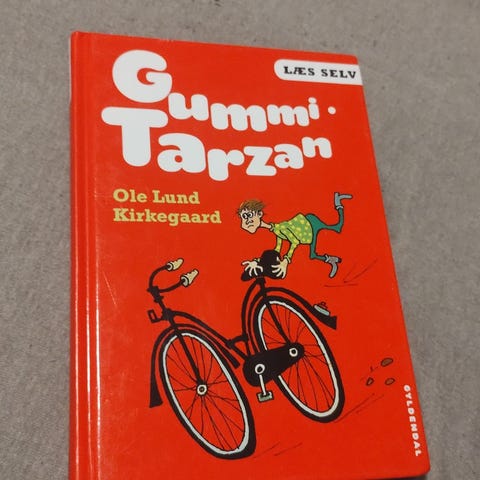 LÆS SELV
Gummi-
Tarzan
Ole Lund
Kirkegaard
GYLDENDAL